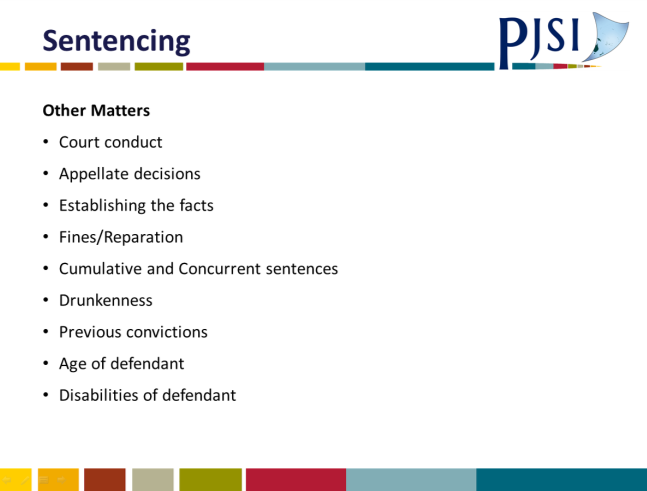 Sentencing
PJSI
Other Matters
• Court conduct
• Appellate decisions
• Establishing the facts
• Fines/Reparation
• Cumulative and Concurrent sentences
• Drunkenness
• Previous convictions
• Age of defendant
• Disabilities of defendant